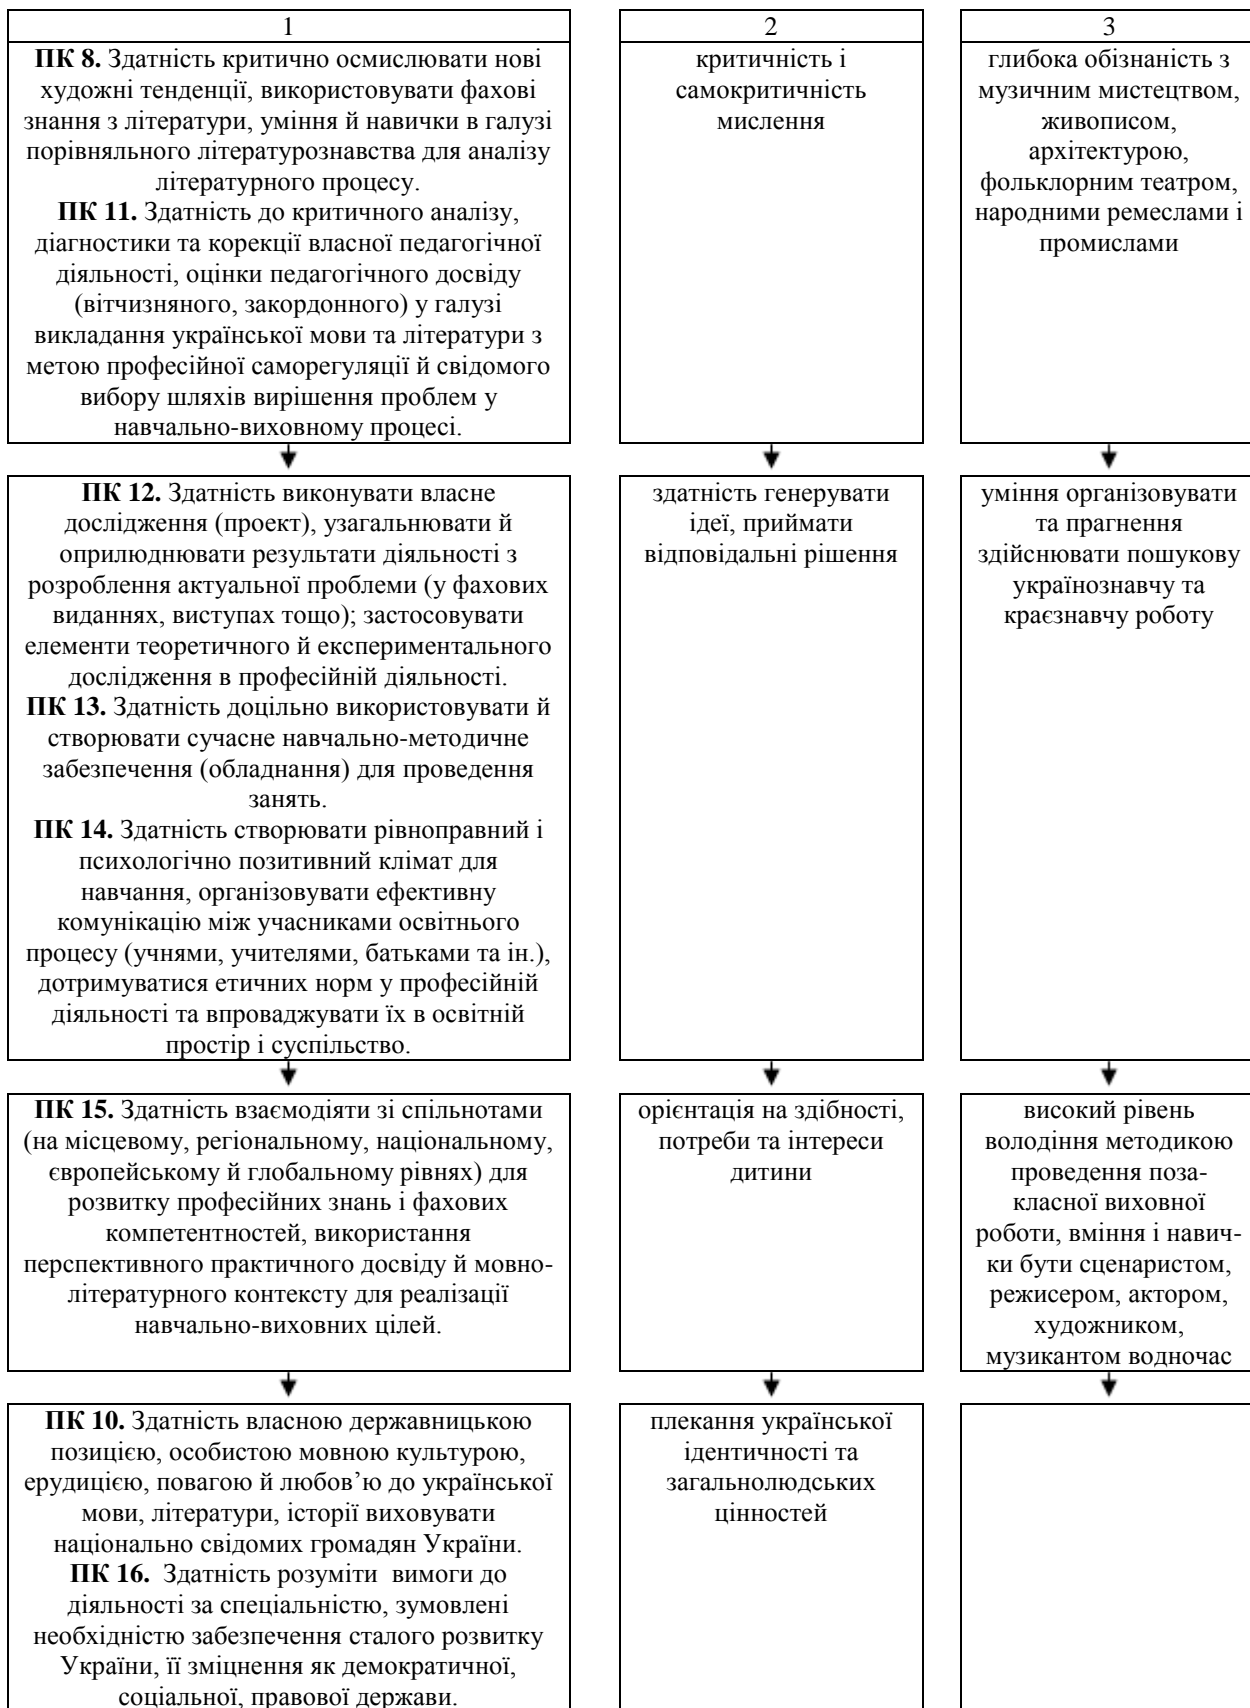 1
ПК 8. Здатність критично осмислювати нові
художні тенденції, використовувати фахові
знання з літератури, уміння й навички в галузі
порівняльного літературознавства для аналізу
літературного процесу.
ПК 11. Здатність до критичного аналізу,
діагностики та корекції власної педагогічної
діяльності, оцінки педагогічного досвіду
(вітчизняного, закордонного) у галузі
викладання української мови та літератури з
метою професійної саморегуляції й свідомого
вибору шляхів вирішення проблем у
навчально-виховному процесі.
2
критичність і
самокритичність
мислення
3
глибока обізнаність з
музичним мистецтвом,
живописом,
архітектурою,
фольклорним театром,
народними ремеслами і
промислами
ПК 12. Здатність виконувати власне
дослідження (проект), узагальнювати й
оприлюднювати результати діяльності з
розроблення актуальної проблеми (у фахових
виданнях, виступах тощо); застосовувати
елементи теоретичного й експериментального
дослідження в професійній діяльності.
ПК 13. Здатність доцільно використовувати й
створювати сучасне навчально-методичне
забезпечення (обладнання) для проведення
занять.
ПК 14. Здатність створювати рівноправний і
психологічно позитивний клімат для
навчання, організовувати ефективну
комунікацію між учасниками освітнього
процесу (учнями, учителями, батьками та ін.),
дотримуватися етичних норм у професійній
діяльності та впроваджувати їх в освітній
простір і суспільство.
здатність генерувати
ідеї, приймати
відповідальні рішення
уміння організовувати
та прагнення
здійснювати пошукову
українознавчу та
краєзнавчу роботу
ПК 15. Здатність взаємодіяти зі спільнотами
(на місцевому, регіональному, національному,
європейському й глобальному рівнях) для
розвитку професійних знань і фахових
компетентностей, використання
перспективного практичного досвіду й мовно-
літературного контексту для реалізації
навчально-виховних цілей.
орієнтація на здібності,
потреби та інтереси
дитини
високий рівень
володіння методикою
проведення поза-
класної виховної
роботи, вміння і навич-
ки бути сценаристом,
режисером, актором,
художником,
музикантом водночас
ПК 10. Здатність власною державницькою
позицією, особистою мовною культурою,
ерудицією, повагою й любов’ю до української
мови, літератури, історії виховувати
національно свідомих громадян України.
ПК 16. Здатність розуміти вимоги до
діяльності за спеціальністю, зумовлені
необхідністю забезпечення сталого розвитку
України, її зміцнення як демократичної,
соціальної, правової держави.
плекання української
ідентичності та
загальнолюдських
цінностей